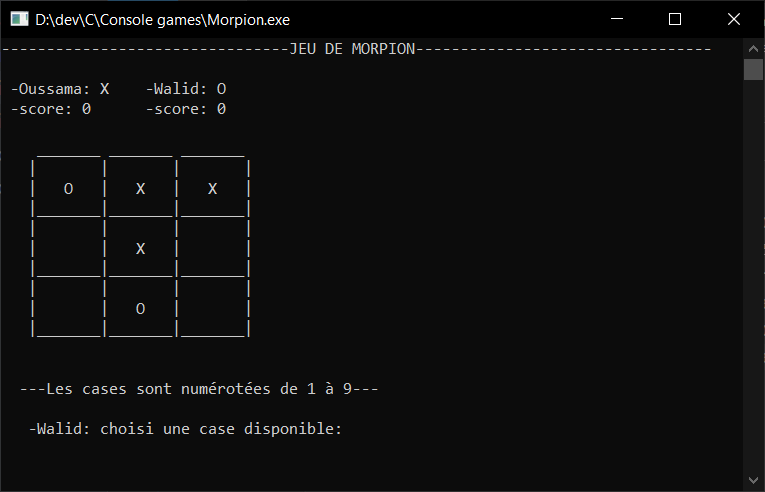 D:\dev\C\Console games\Morpion.exe
--------------------------------JEU DE MORPION---------------------------------
-Oussama: X    -Walid: O
-score: 0      -score: 0
O X X
X
O
---Les cases sont numérotées de 1 à 9---
-Walid: choisi une case disponible: